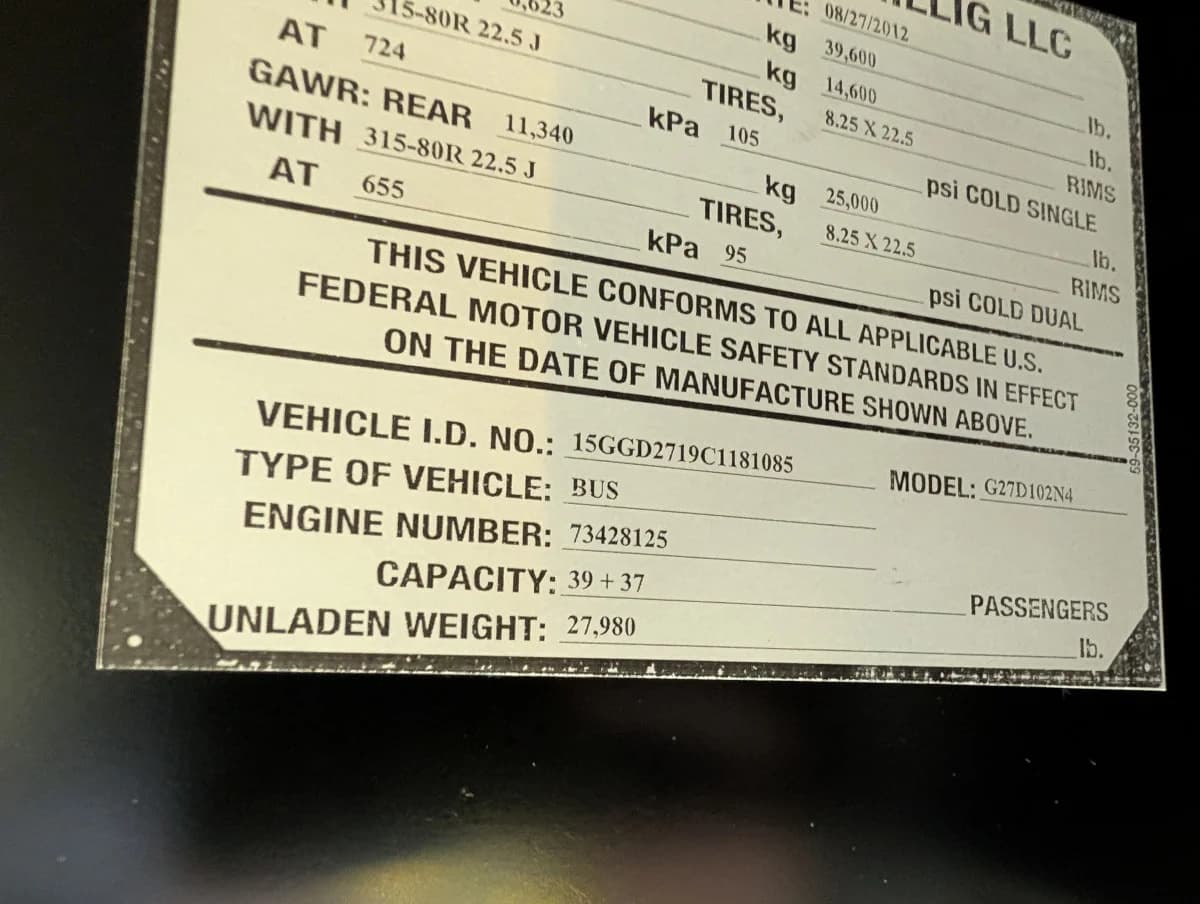 LLIG LLC
08/27/2012
kg 39,600 lb.
6,623 kg 14,600 lb.
315-80R 22.5 J TIRES, 8.25 X 22.5 RIMS
AT 724 kPa 105 psi COLD SINGLE
GAWR: REAR 11,340 kg 25,000 lb.
WITH 315-80R 22.5 J TIRES, 8.25 X 22.5 RIMS
AT 655 kPa 95 psi COLD DUAL
THIS VEHICLE CONFORMS TO ALL APPLICABLE U.S.
FEDERAL MOTOR VEHICLE SAFETY STANDARDS IN EFFECT
ON THE DATE OF MANUFACTURE SHOWN ABOVE.
VEHICLE I.D. NO.: 15GGD2719C1181085 MODEL: G27D102N4
TYPE OF VEHICLE: BUS
ENGINE NUMBER: 73428125
CAPACITY: 39 + 37 PASSENGERS
UNLADEN WEIGHT: 27,980 lb.
59-35132-000